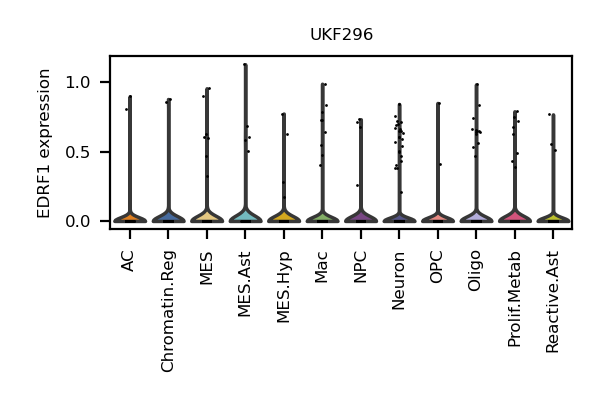 UKF296
EDRF1 expression
1.0
0.5
0.0
AC
Chromatin.Reg
MES
MES.Ast
MES.Hyp
Mac
NPC
Neuron
OPC
Oligo
Prolif.Metab
Reactive.Ast